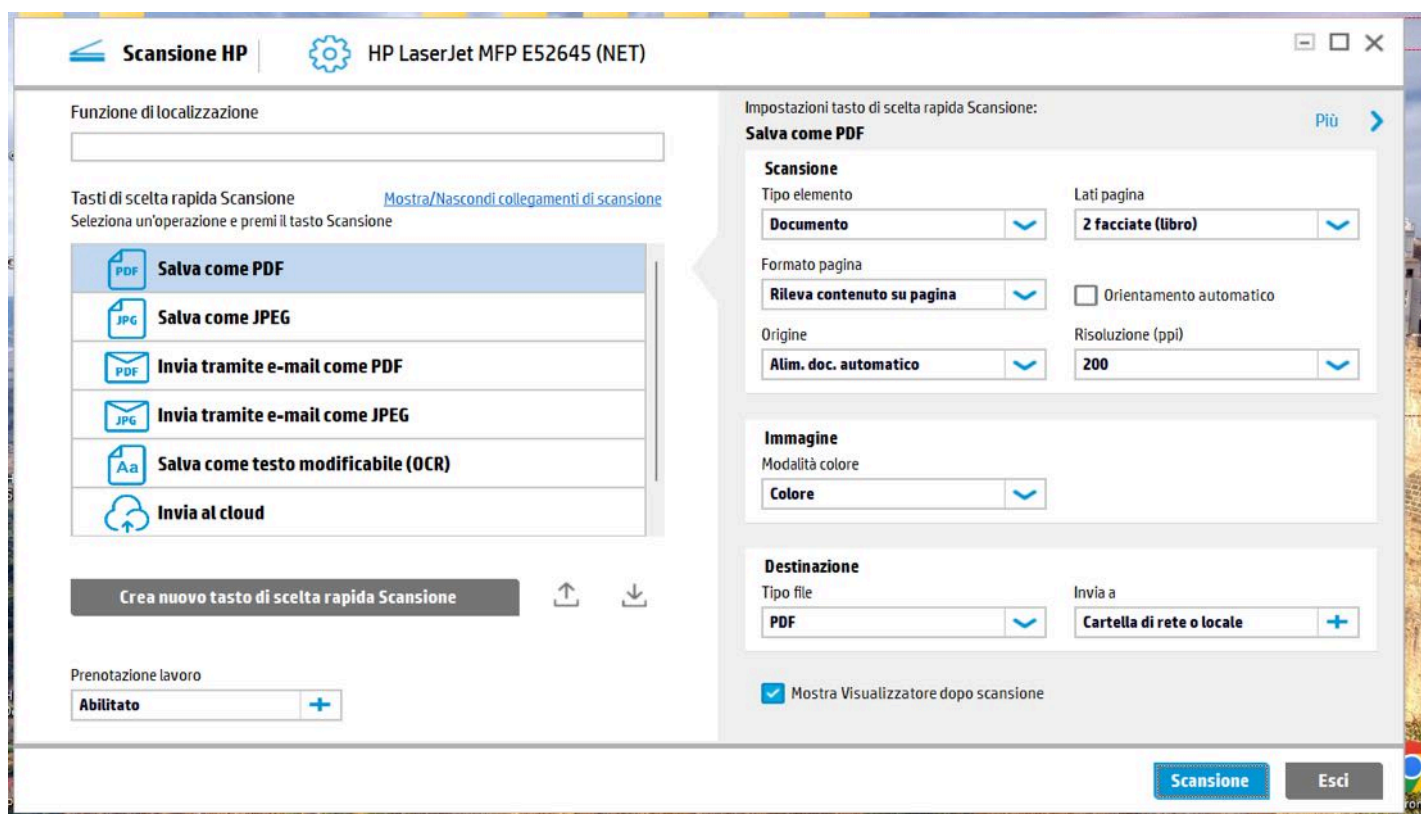 Scansione HP
HP LaserJet MFP E52645 (NET)
Funzione di localizzazione
Tasti di scelta rapida Scansione
Mostra/Nascondi collegamenti di scansione
Seleziona un'operazione e premi il tasto Scansione
PDF
Salva come PDF
JPG
Salva come JPEG
PDF
Invia tramite e-mail come PDF
JPG
Invia tramite e-mail come JPEG
Aa
Salva come testo modificabile (OCR)
Invia al cloud
Crea nuovo tasto di scelta rapida Scansione
Prenotazione lavoro
Abilitato
Impostazioni tasto di scelta rapida Scansione:
Salva come PDF
Più
Scansione
Tipo elemento
Lati pagina
Documento
2 facciate (libro)
Formato pagina
Rileva contenuto su pagina
Orientamento automatico
Origine
Risoluzione (ppi)
Alim. doc. automatico
200
Immagine
Modalità colore
Colore
Destinazione
Tipo file
Invia a
PDF
Cartella di rete o locale
Mostra Visualizzatore dopo scansione
Scansione
Esci